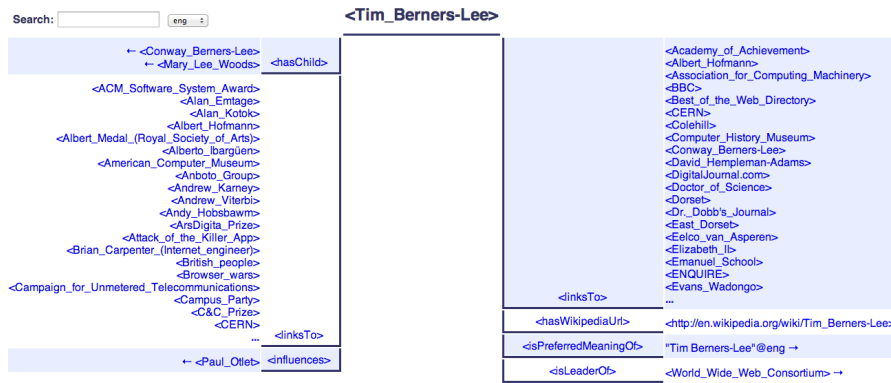 Search: eng
<Tim_Berners-Lee>
← <Conway_Berners-Lee>
← <Mary_Lee_Woods>
<hasChild>
<ACM_Software_System_Award>
<Alan_Emtage>
<Alan_Kotok>
<Albert_Hofmann>
<Albert_Medal_(Royal_Society_of_Arts)>
<Alberto_Ibargüen>
<American_Computer_Museum>
<Anboto_Group>
<Andrew_Karney>
<Andrew_Viterbi>
<Andy_Hobsbawm>
<ArsDigita_Prize>
<Attack_of_the_Killer_App>
<Brian_Carpenter_(Internet_engineer)>
<British_people>
<Browser_wars>
<Campaign_for_Unmetered_Telecommunications>
<Campus_Party>
<C&C_Prize>
<CERN>
...
<linksTo>
← <Paul_Otlet>
<influences>
<linksTo>
<Academy_of_Achievement>
<Albert_Hofmann>
<Association_for_Computing_Machinery>
<BBC>
<Best_of_the_Web_Directory>
<CERN>
<Colehill>
<Computer_History_Museum>
<Conway_Berners-Lee>
<David_Hempleman-Adams>
<DigitalJournal.com>
<Doctor_of_Science>
<Dorset>
<Dr._Dobb's_Journal>
<East_Dorset>
<Eelco_van_Asperen>
<Elizabeth_II>
<Emanuel_School>
<ENQUIRE>
<Evans_Wadongo>
...
<hasWikipediaUrl>
<http://en.wikipedia.org/wiki/Tim_Berners-Lee>
<isPreferredMeaningOf>
"Tim Berners-Lee"@eng →
<isLeaderOf>
<World_Wide_Web_Consortium> →